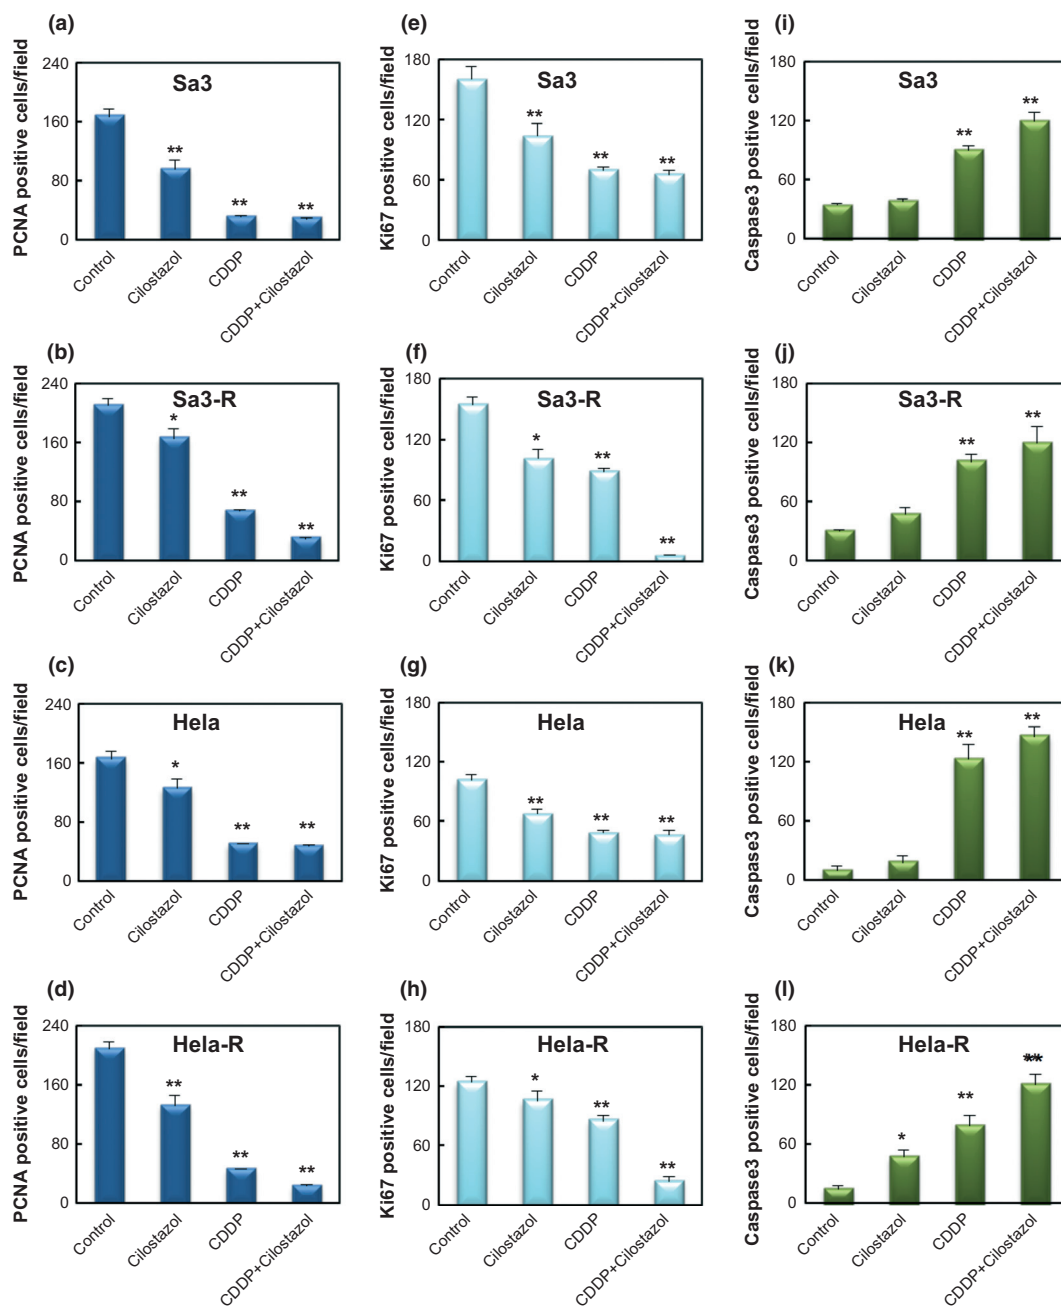 (a)
PCNA positive cells/field
240
160
80
0
Sa3
**
**
**
Control
Cilostazol
CDDP
CDDP+Cilostazol
(e)
Ki67 positive cells/field
180
120
60
0
Sa3
**
**
**
Control
Cilostazol
CDDP
CDDP+Cilostazol
(i)
Caspase3 positive cells/field
180
120
60
0
Sa3
**
**
Control
Cilostazol
CDDP
CDDP+Cilostazol
(b)
PCNA positive cells/field
240
160
80
0
Sa3-R
*
**
**
Control
Cilostazol
CDDP
CDDP+Cilostazol
(f)
Ki67 positive cells/field
180
120
60
0
Sa3-R
*
**
**
Control
Cilostazol
CDDP
CDDP+Cilostazol
(j)
Caspase3 positive cells/field
180
120
60
0
Sa3-R
**
**
Control
Cilostazol
CDDP
CDDP+Cilostazol
(c)
PCNA positive cells/field
240
160
80
0
Hela
*
**
**
Control
Cilostazol
CDDP
CDDP+Cilostazol
(g)
Ki67 positive cells/field
180
120
60
0
Hela
**
**
**
Control
Cilostazol
CDDP
CDDP+Cilostazol
(k)
Caspase3 positive cells/field
180
120
60
0
Hela
**
**
Control
Cilostazol
CDDP
CDDP+Cilostazol
(d)
PCNA positive cells/field
240
160
80
0
Hela-R
**
**
**
Control
Cilostazol
CDDP
CDDP+Cilostazol
(h)
Ki67 positive cells/field
180
120
60
0
Hela-R
*
**
**
Control
Cilostazol
CDDP
CDDP+Cilostazol
(l)
Caspase3 positive cells/field
180
120
60
0
Hela-R
*
**
**
Control
Cilostazol
CDDP
CDDP+Cilostazol